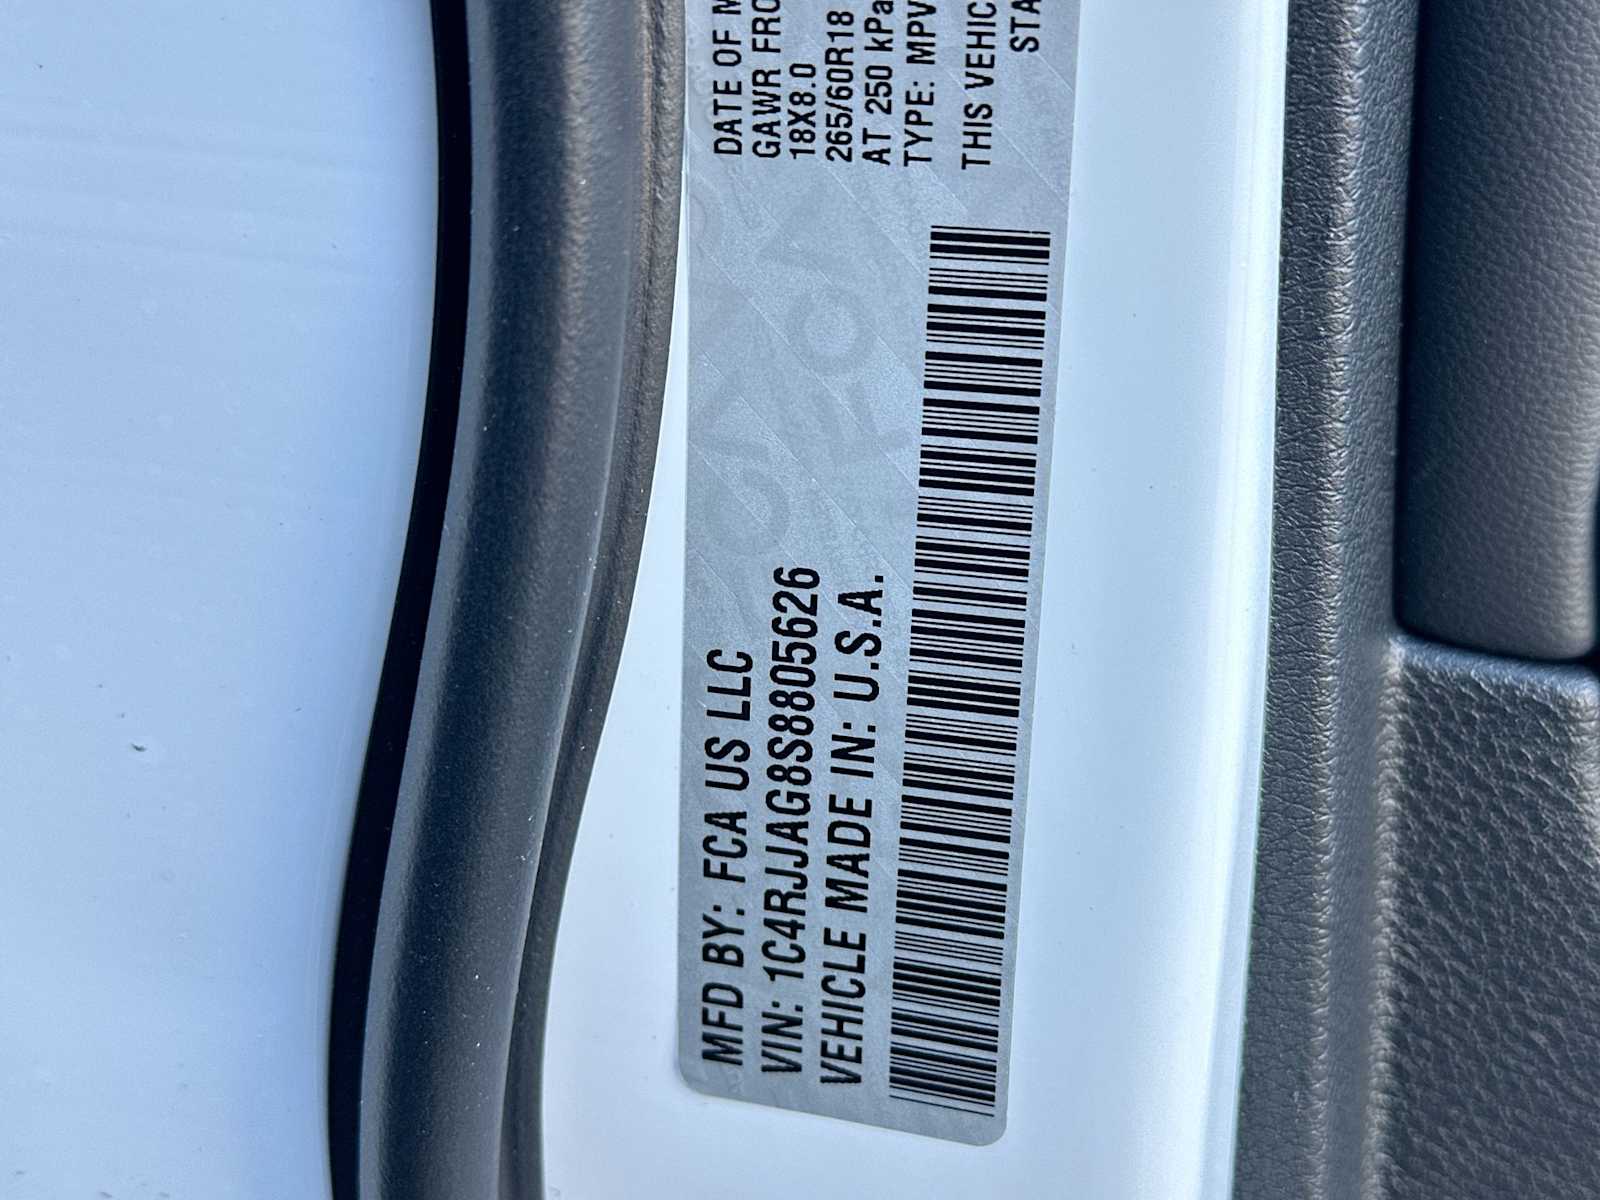 MFD BY: FCA US LLC
VIN: 1C4RJJAG8S8805626
VEHICLE MADE IN: U.S.A.
DATE OF M
GAWR FRO
18X8.0
265/60R18
AT 250 kPa
TYPE: MPV
THIS VEHIC
STA